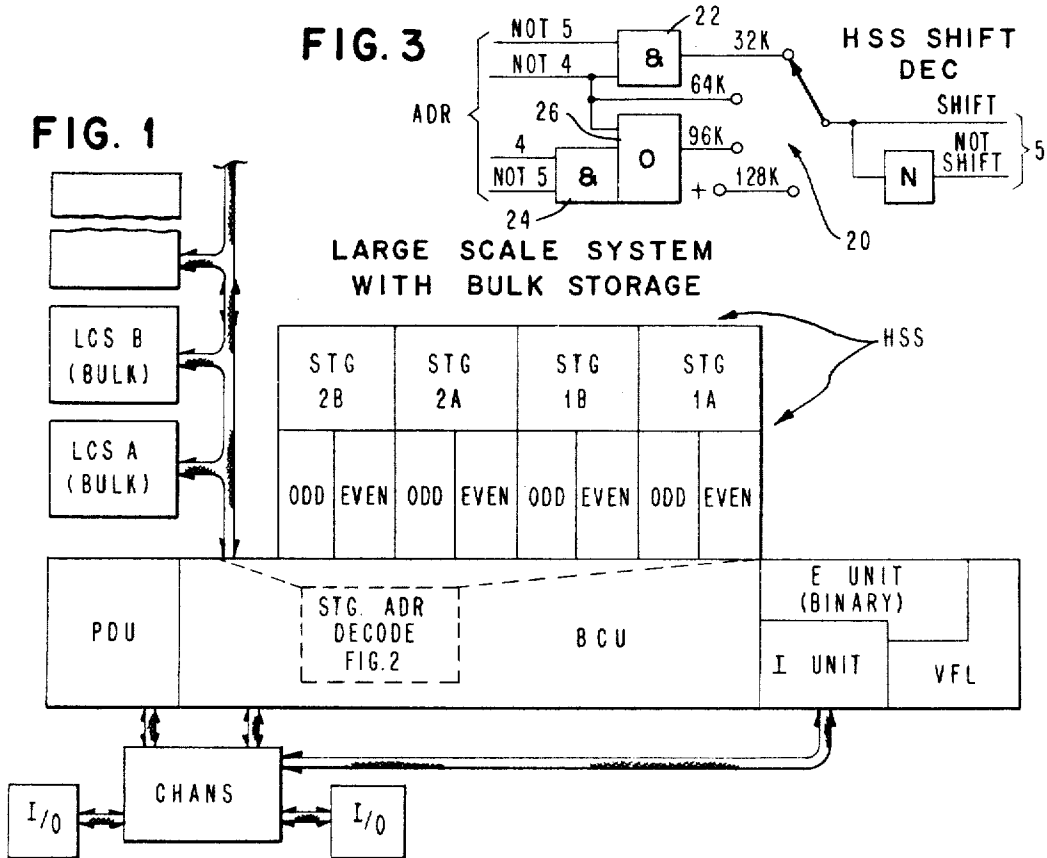 FIG. 3
NOT 5
NOT 4
ADR
22
&
32K
64K
26
O
96K
4
NOT 5
&
24
+
128K
20
HSS SHIFT
DEC
SHIFT
NOT
SHIFT
N
5
FIG. 1
LARGE SCALE SYSTEM
WITH BULK STORAGE
HSS
LCS B
(BULK)
LCS A
(BULK)
STG
2B
STG
2A
STG
1B
STG
1A
ODD
EVEN
ODD
EVEN
ODD
EVEN
ODD
EVEN
PDU
STG. ADR
DECODE
FIG.2
BCU
E UNIT
(BINARY)
I UNIT
VFL
CHANS
I/O
I/O